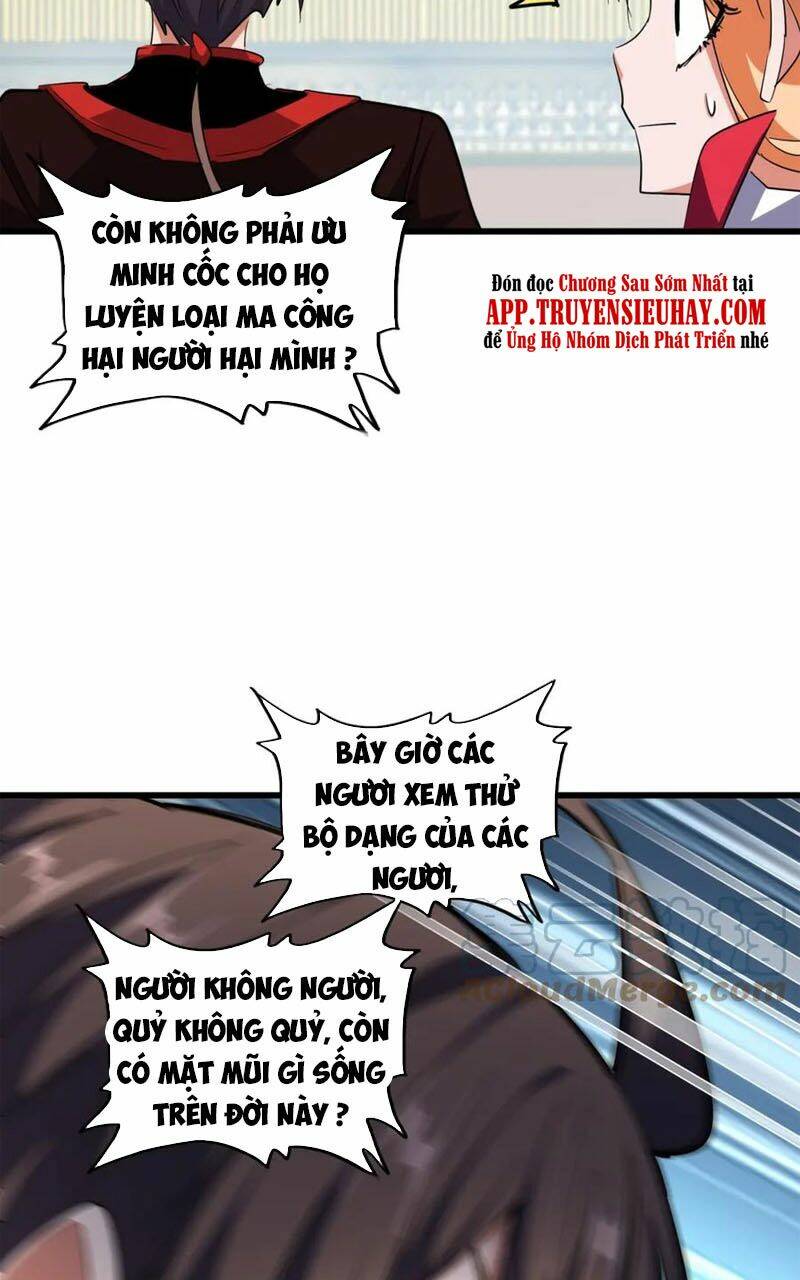 CÒN KHÔNG PHẢI ƯU
MINH CỐC CHO HỌ
LUYỆN LOẠI MA CÔNG
HẠI NGƯỜI HẠI MÌNH ?
Đón đọc Chương Sau Sớm Nhất tại
APP.TRUYENSIEUHAY.COM
để Ủng Hộ Nhóm Dịch Phát Triển nhé
BÂY GIỜ CÁC
NGƯƠI XEM THỬ
BỘ DẠNG CỦA CÁC
NGƯƠI,
AcloudMerge.com
NGƯỜI KHÔNG NGƯỜI,
QUỶ KHÔNG QUỶ, CÒN
CÓ MẶT MŨI GÌ SỐNG
TRÊN ĐỜI NÀY ?